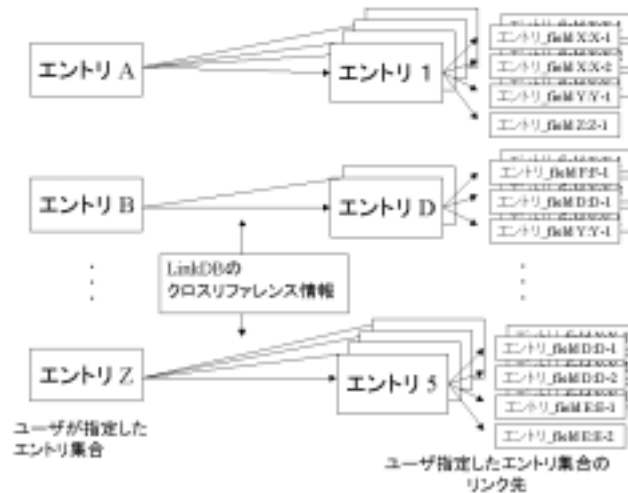 エントリ A
エントリ 1
エントリ_field X:X-1
エントリ_field X:X-2
エントリ_field Y:Y-1
エントリ_field Z:Z-1
エントリ B
エントリ D
エントリ_field F:F-1
エントリ_field D:D-1
エントリ_field Y:Y-1
LinkDBの
クロスリファレンス情報
エントリ Z
エントリ 5
エントリ_field D:D-1
エントリ_field D:D-2
エントリ_field E:E-1
エントリ_field E:E-2
ユーザが指定した
エントリ集合
ユーザ指定したエントリ集合の
リンク先